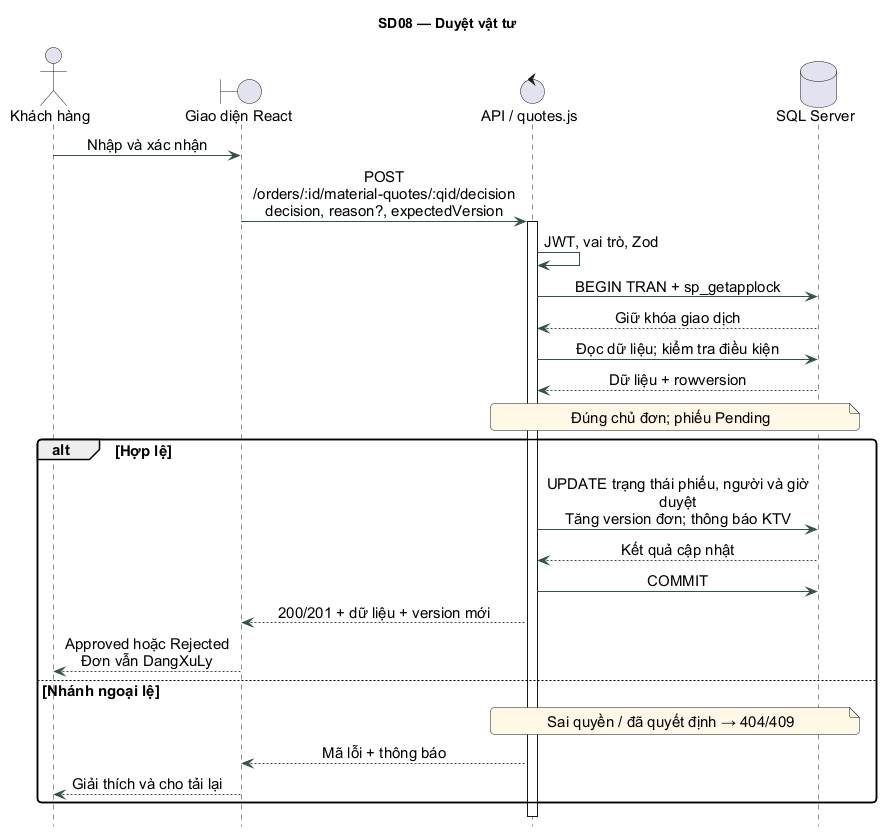 SD08 — Duyệt vật tư
Khách hàng
Giao diện React
API / quotes.js
SQL Server
Nhập và xác nhận
POST
/orders/:id/material-quotes/:qid/decision
decision, reason?, expectedVersion
JWT, vai trò, Zod
BEGIN TRAN + sp_getapplock
Giữ khóa giao dịch
Đọc dữ liệu; kiểm tra điều kiện
Dữ liệu + rowversion
Đúng chủ đơn; phiếu Pending
alt
[Hợp lệ]
UPDATE trạng thái phiếu, người và giờ
duyệt
Tăng version đơn; thông báo KTV
Kết quả cập nhật
COMMIT
200/201 + dữ liệu + version mới
Approved hoặc Rejected
Đơn vẫn DangXuLy
[Nhánh ngoại lệ]
Sai quyền / đã quyết định → 404/409
Mã lỗi + thông báo
Giải thích và cho tải lại